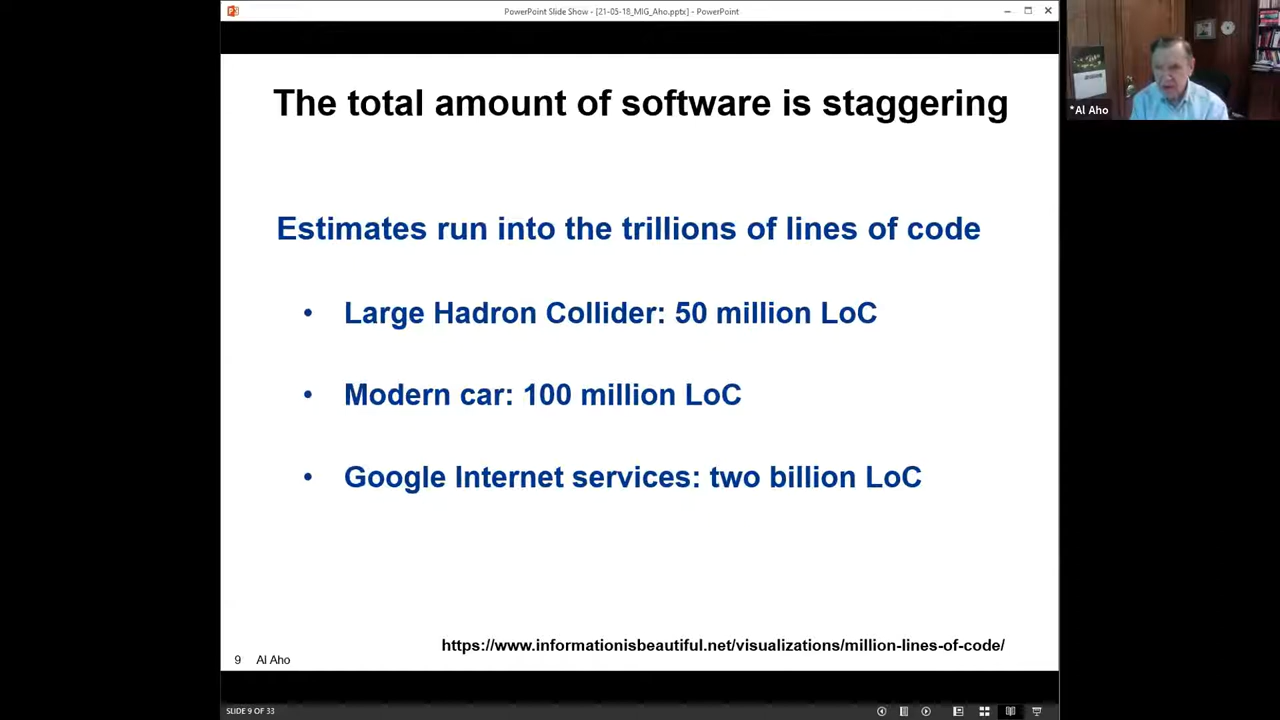 PowerPoint Slide Show - [21-05-18_MIG_Aho.pptx] - PowerPoint
*Al Aho
The total amount of software is staggering
Estimates run into the trillions of lines of code
• Large Hadron Collider: 50 million LoC
• Modern car: 100 million LoC
• Google Internet services: two billion LoC
https://www.informationisbeautiful.net/visualizations/million-lines-of-code/
9 Al Aho
SLIDE 9 OF 33